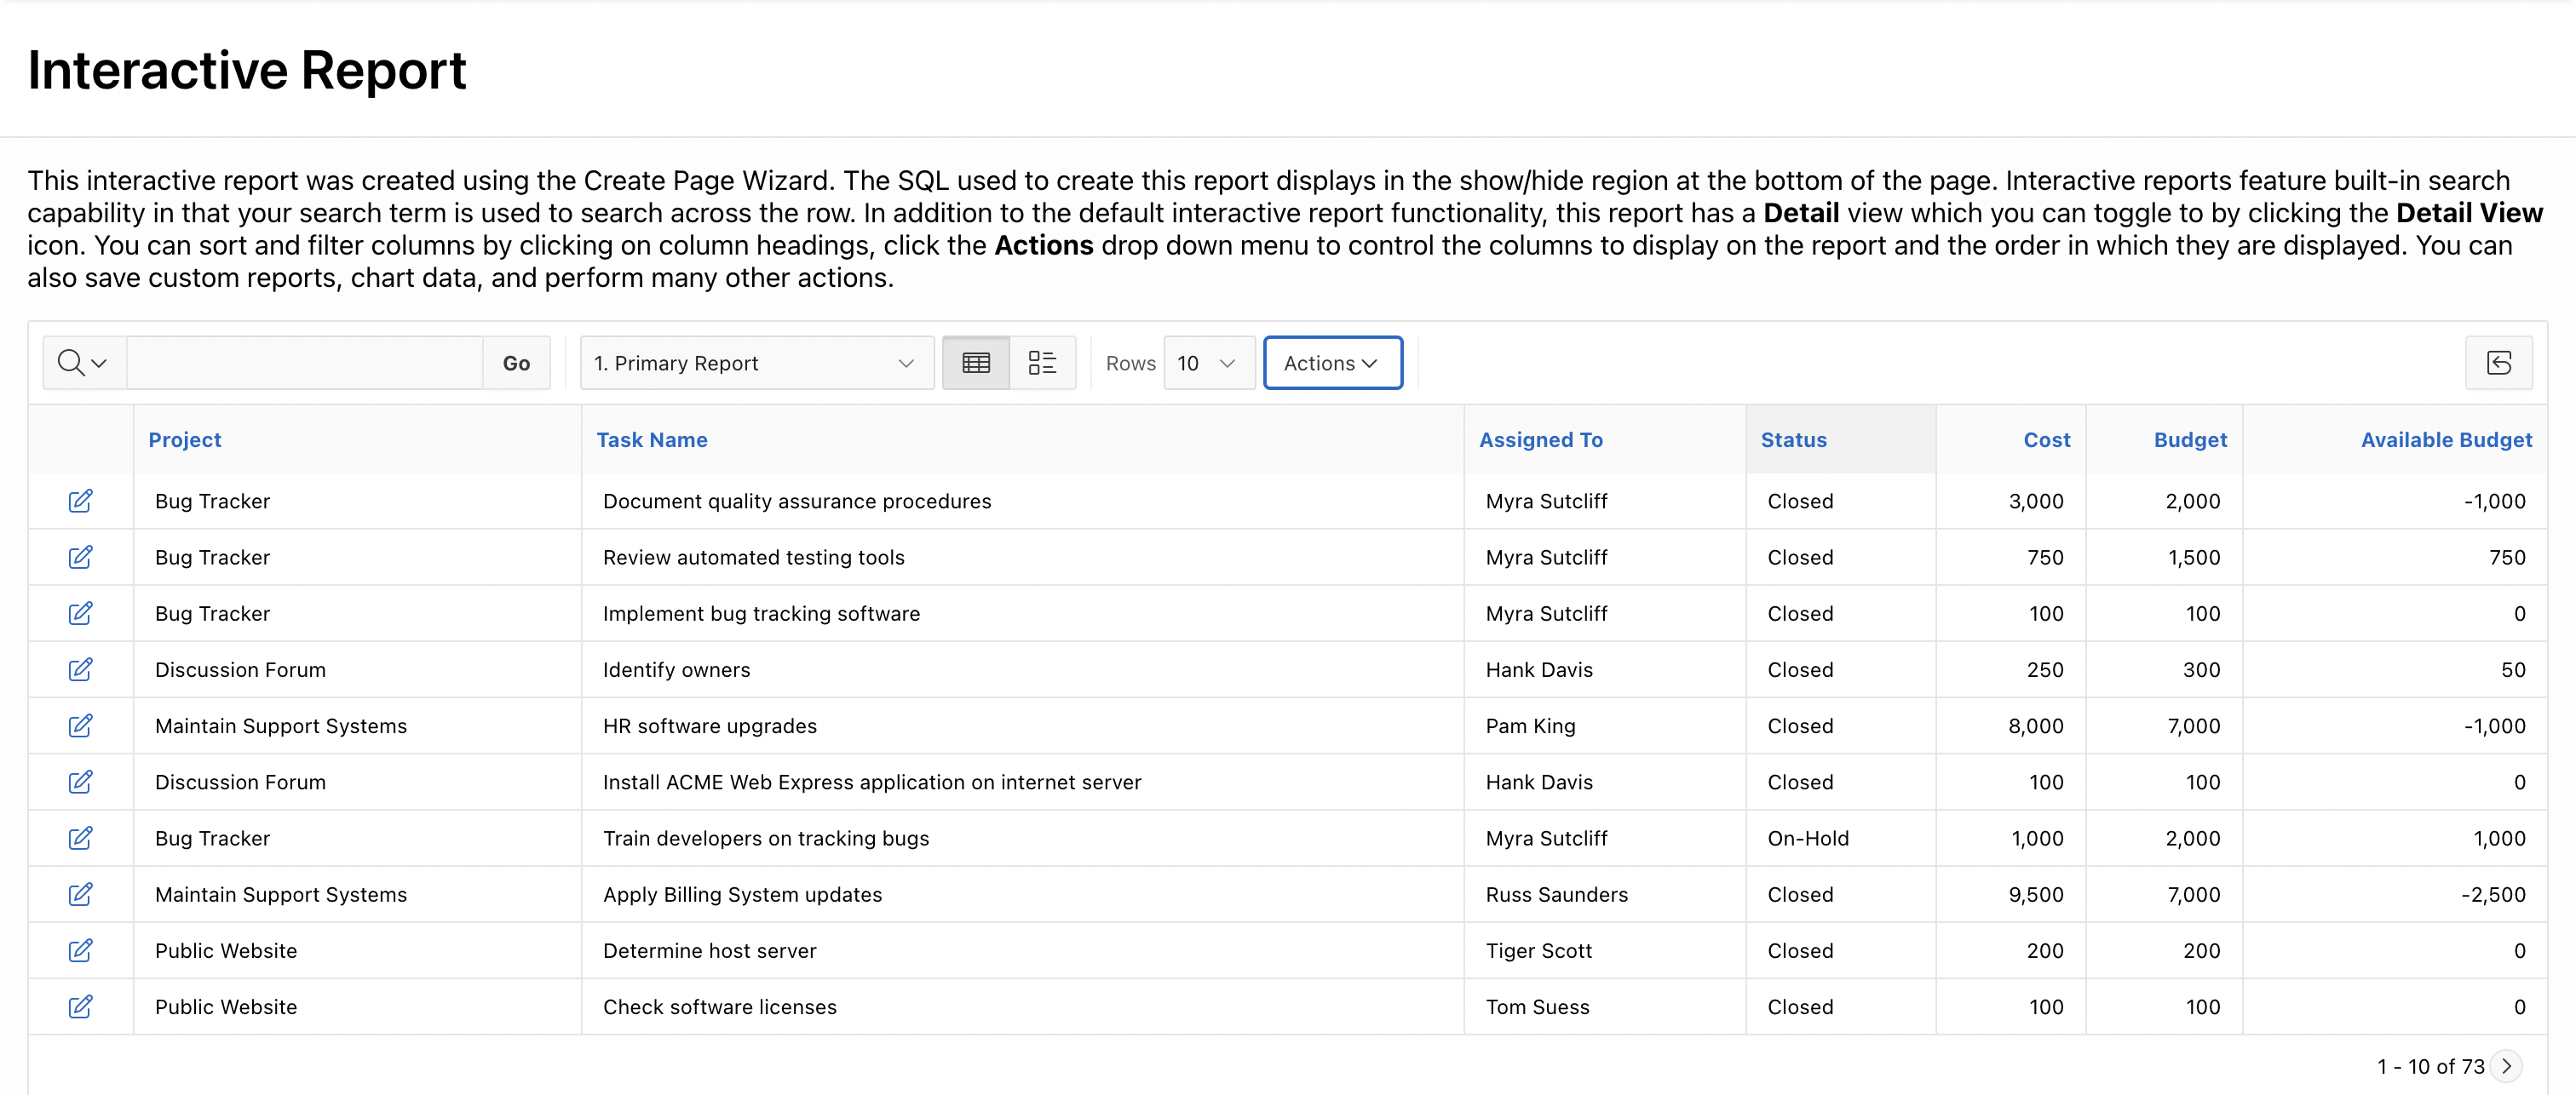 Interactive Report
This interactive report was created using the Create Page Wizard. The SQL used to create this report displays in the show/hide region at the bottom of the page. Interactive reports feature built-in search
capability in that your search term is used to search across the row. In addition to the default interactive report functionality, this report has a Detail view which you can toggle to by clicking the Detail View
icon. You can sort and filter columns by clicking on column headings, click the Actions drop down menu to control the columns to display on the report and the order in which they are displayed. You can
also save custom reports, chart data, and perform many other actions.
Go 1. Primary Report Rows 10 Actions
Project Task Name Assigned To Status Cost Budget Available Budget
Bug Tracker Document quality assurance procedures Myra Sutcliff Closed 3,000 2,000 -1,000
Bug Tracker Review automated testing tools Myra Sutcliff Closed 750 1,500 750
Bug Tracker Implement bug tracking software Myra Sutcliff Closed 100 100 0
Discussion Forum Identify owners Hank Davis Closed 250 300 50
Maintain Support Systems HR software upgrades Pam King Closed 8,000 7,000 -1,000
Discussion Forum Install ACME Web Express application on internet server Hank Davis Closed 100 100 0
Bug Tracker Train developers on tracking bugs Myra Sutcliff On-Hold 1,000 2,000 1,000
Maintain Support Systems Apply Billing System updates Russ Saunders Closed 9,500 7,000 -2,500
Public Website Determine host server Tiger Scott Closed 200 200 0
Public Website Check software licenses Tom Suess Closed 100 100 0
1 - 10 of 73